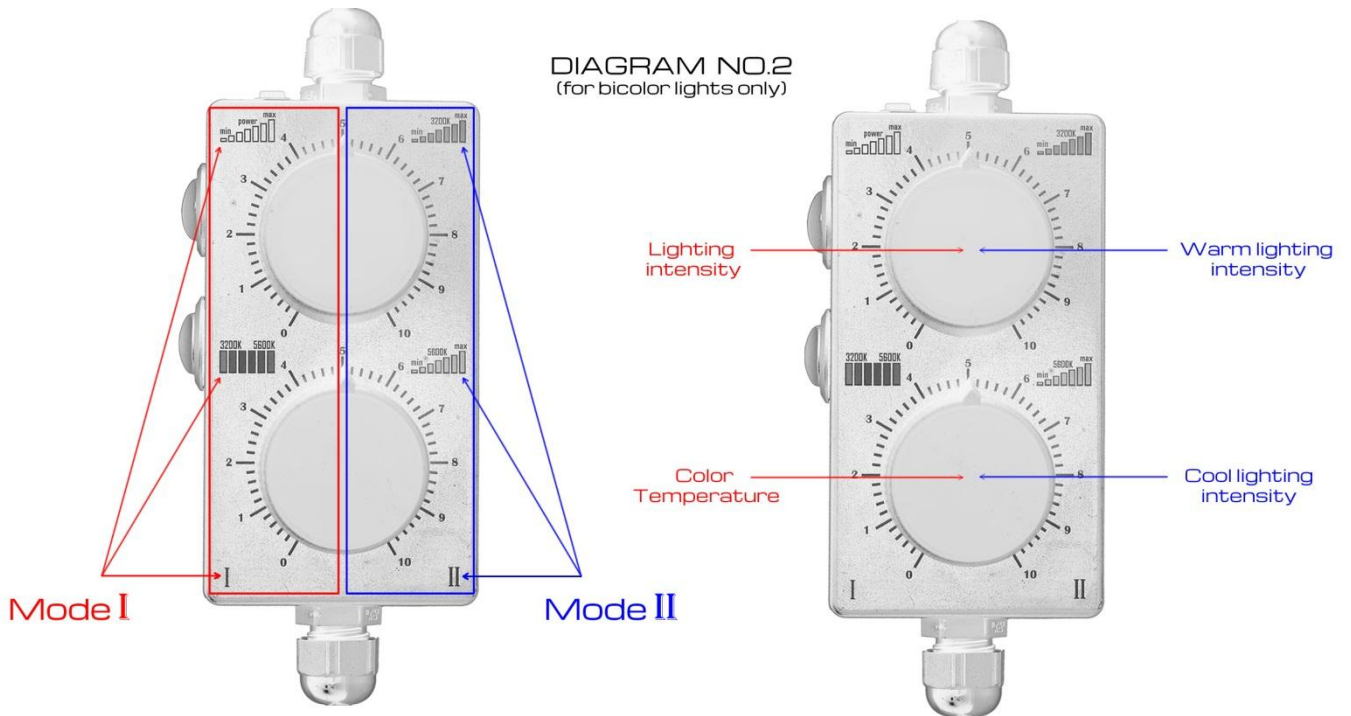 DIAGRAM NO.2
(for bicolor lights only)
min power max
3200K
min max
0 1 2 3 4 5 6 7 8 9 10
3200K 5600K
5600K
min max
0 1 2 3 4 5 6 7 8 9 10
I II
Mode I
Mode II
min power max
3200K
min max
0 1 2 3 4 5 6 7 8 9 10
Lighting
intensity
Warm lighting
intensity
3200K 5600K
5600K
min max
0 1 2 3 4 5 6 7 8 9 10
Color
Temperature
Cool lighting
intensity
I II